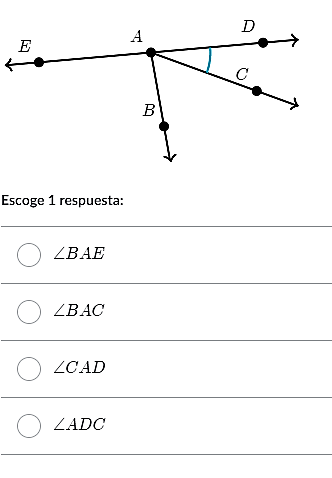 D
A
E
C
B
Escoge 1 respuesta:
∠BAE
∠BAC
∠CAD
∠ADC